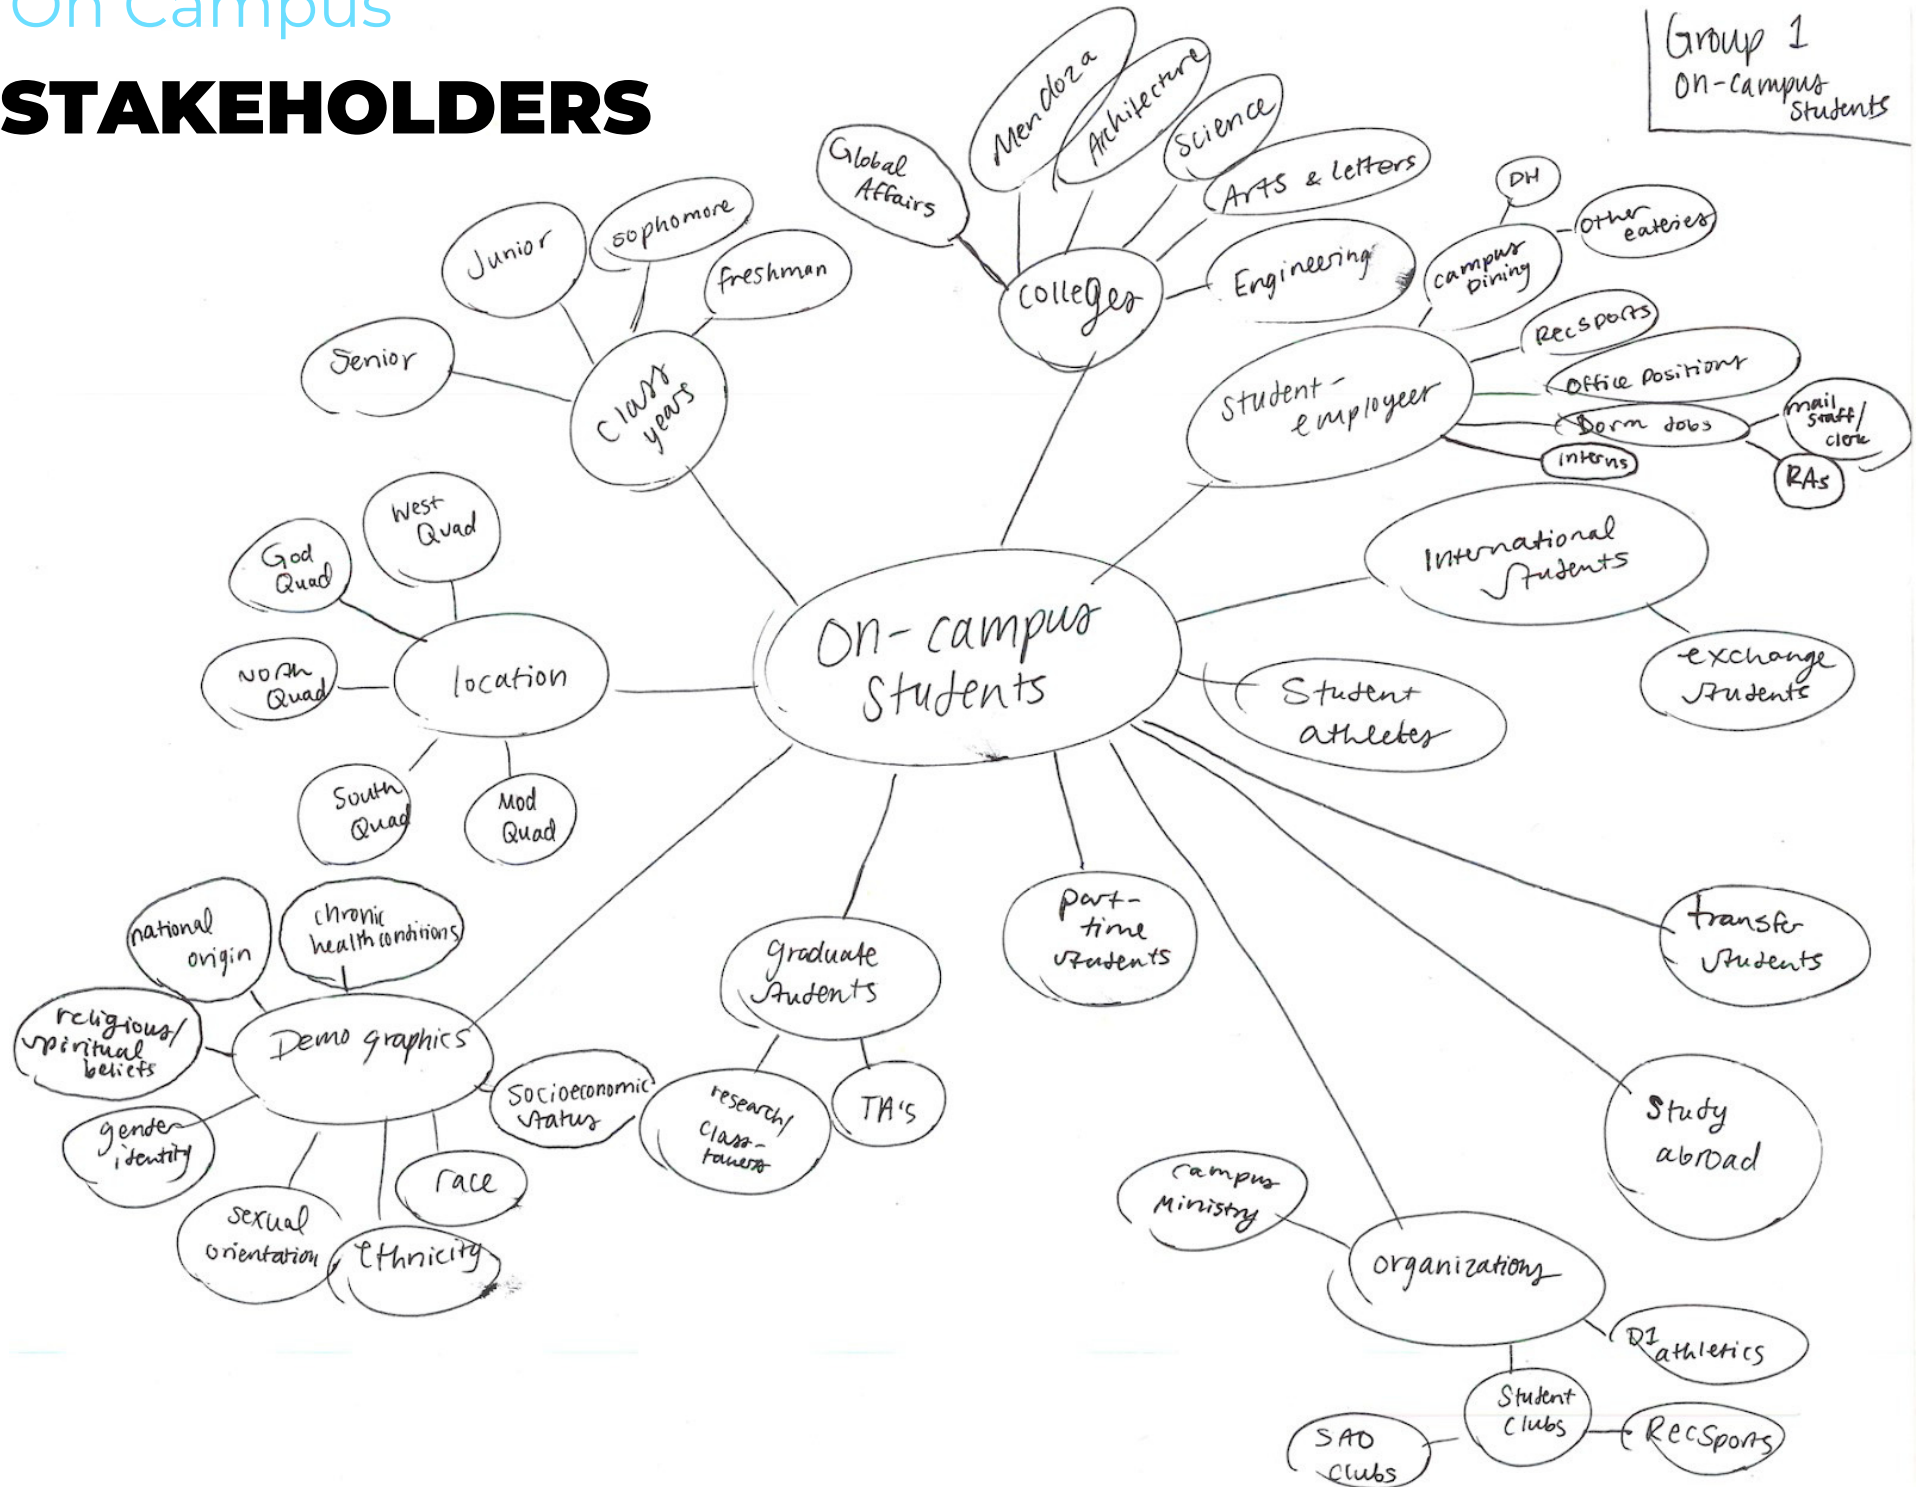 On Campus
STAKEHOLDERS
Group 1
On-campus
Students
Global
Affairs
Mendoza
Architecture
Science
Arts & letters
Engineering
colleges
Junior
sophomore
freshman
Senior
Class
years
DH
other
eateries
campus
Dining
RecSports
Office Positions
Dorm Jobs
mail
staff/
clerk
RAs
interns
student-
employees
West
Quad
God
Quad
North
Quad
South
Quad
Mod
Quad
location
On-campus
Students
International
Students
exchange
students
Student
athletes
national
origin
chronic
health conditions
religious/
spiritual
beliefs
Demographics
gender
identity
sexual
orientation
ethnicity
race
Socioeconomic
status
graduate
students
research/
class-
takers
TA's
part-
time
students
transfer
students
Study
abroad
campus
Ministry
organizations
D1
athletics
Student
Clubs
SAO
clubs
RecSports